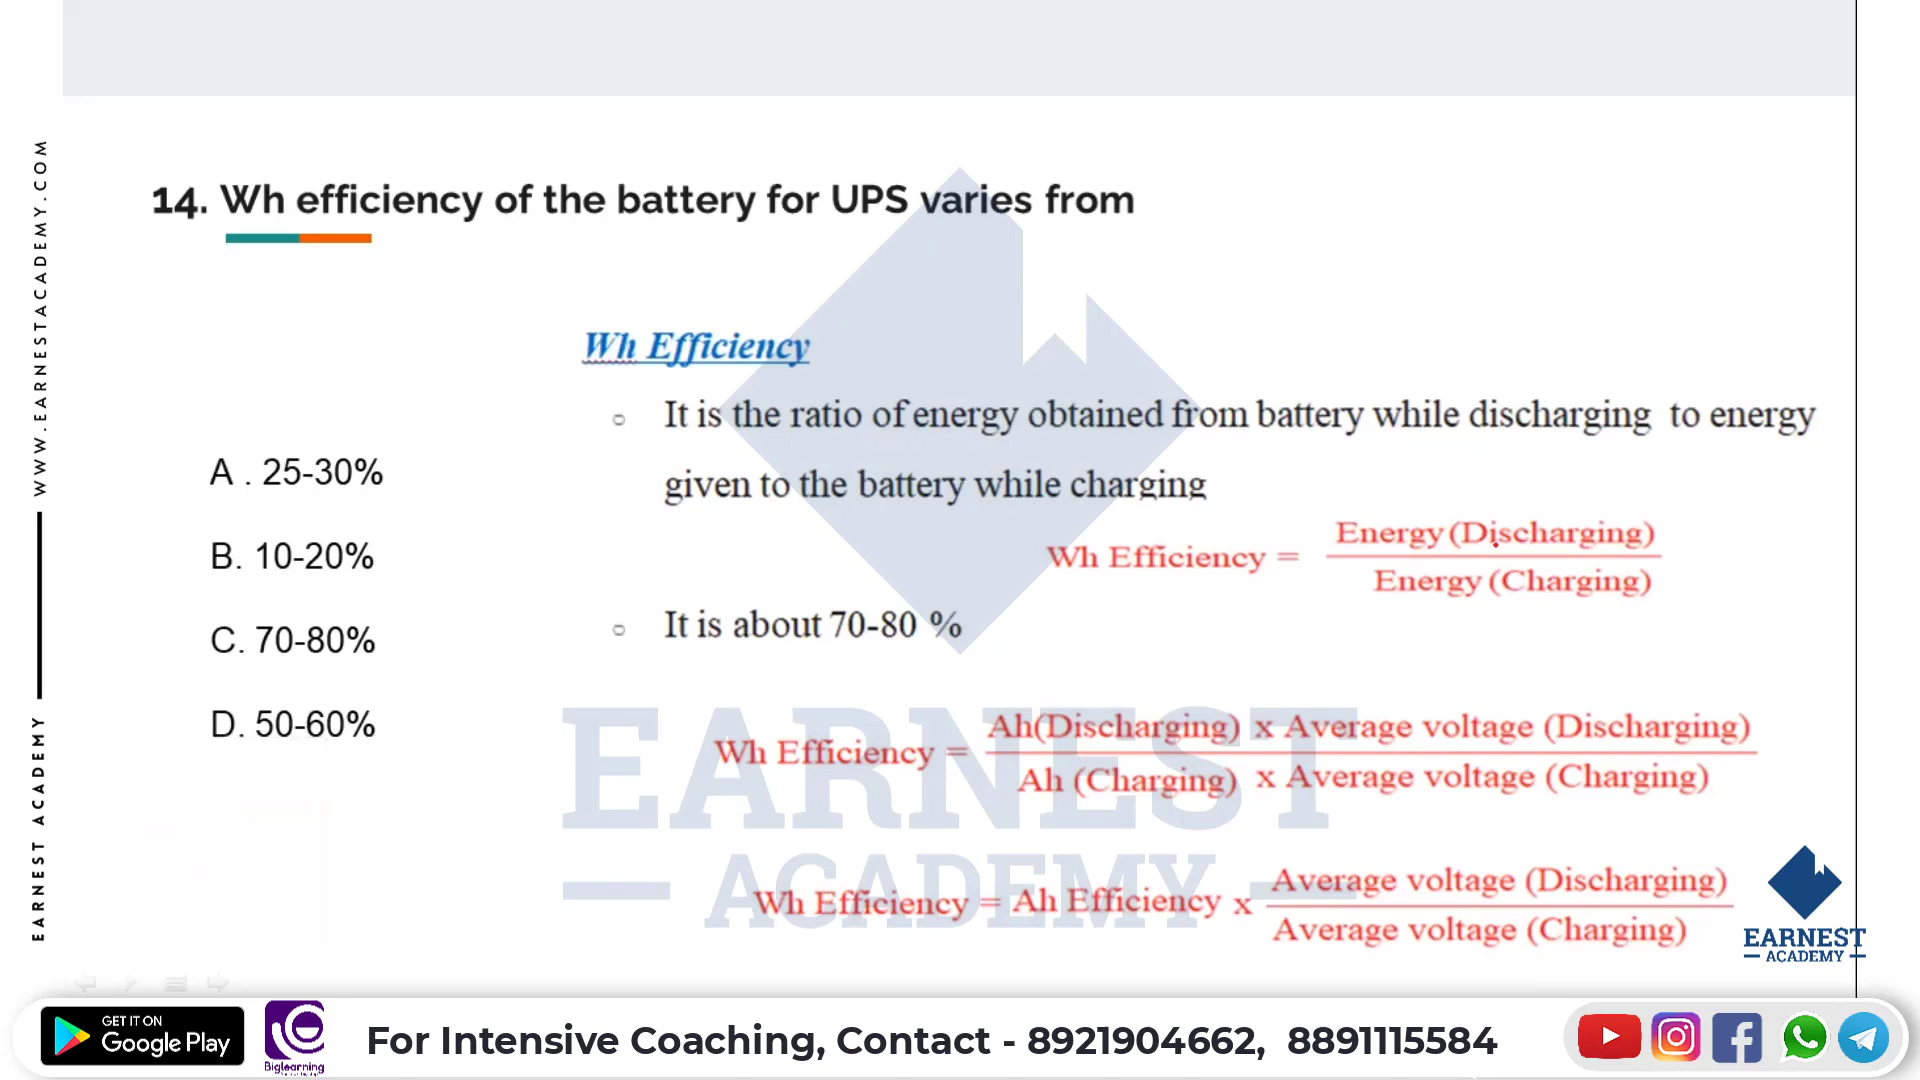 WWW.EARNESTACADEMY.COM
EARNEST ACADEMY
14. Wh efficiency of the battery for UPS varies from
A . 25-30%
B. 10-20%
C. 70-80%
D. 50-60%
Wh Efficiency
It is the ratio of energy obtained from battery while discharging to energy
given to the battery while charging
Wh Efficiency = Energy (Discharging)
Energy (Charging)
It is about 70-80 %
Wh Efficiency = Ah(Discharging) x Average voltage (Discharging)
Ah (Charging) x Average voltage (Charging)
Wh Efficiency = Ah Efficiency x Average voltage (Discharging)
Average voltage (Charging)
EARNEST
ACADEMY
EARNEST
ACADEMY
GET IT ON
Google Play
Biglearning
For Intensive Coaching, Contact - 8921904662, 8891115584